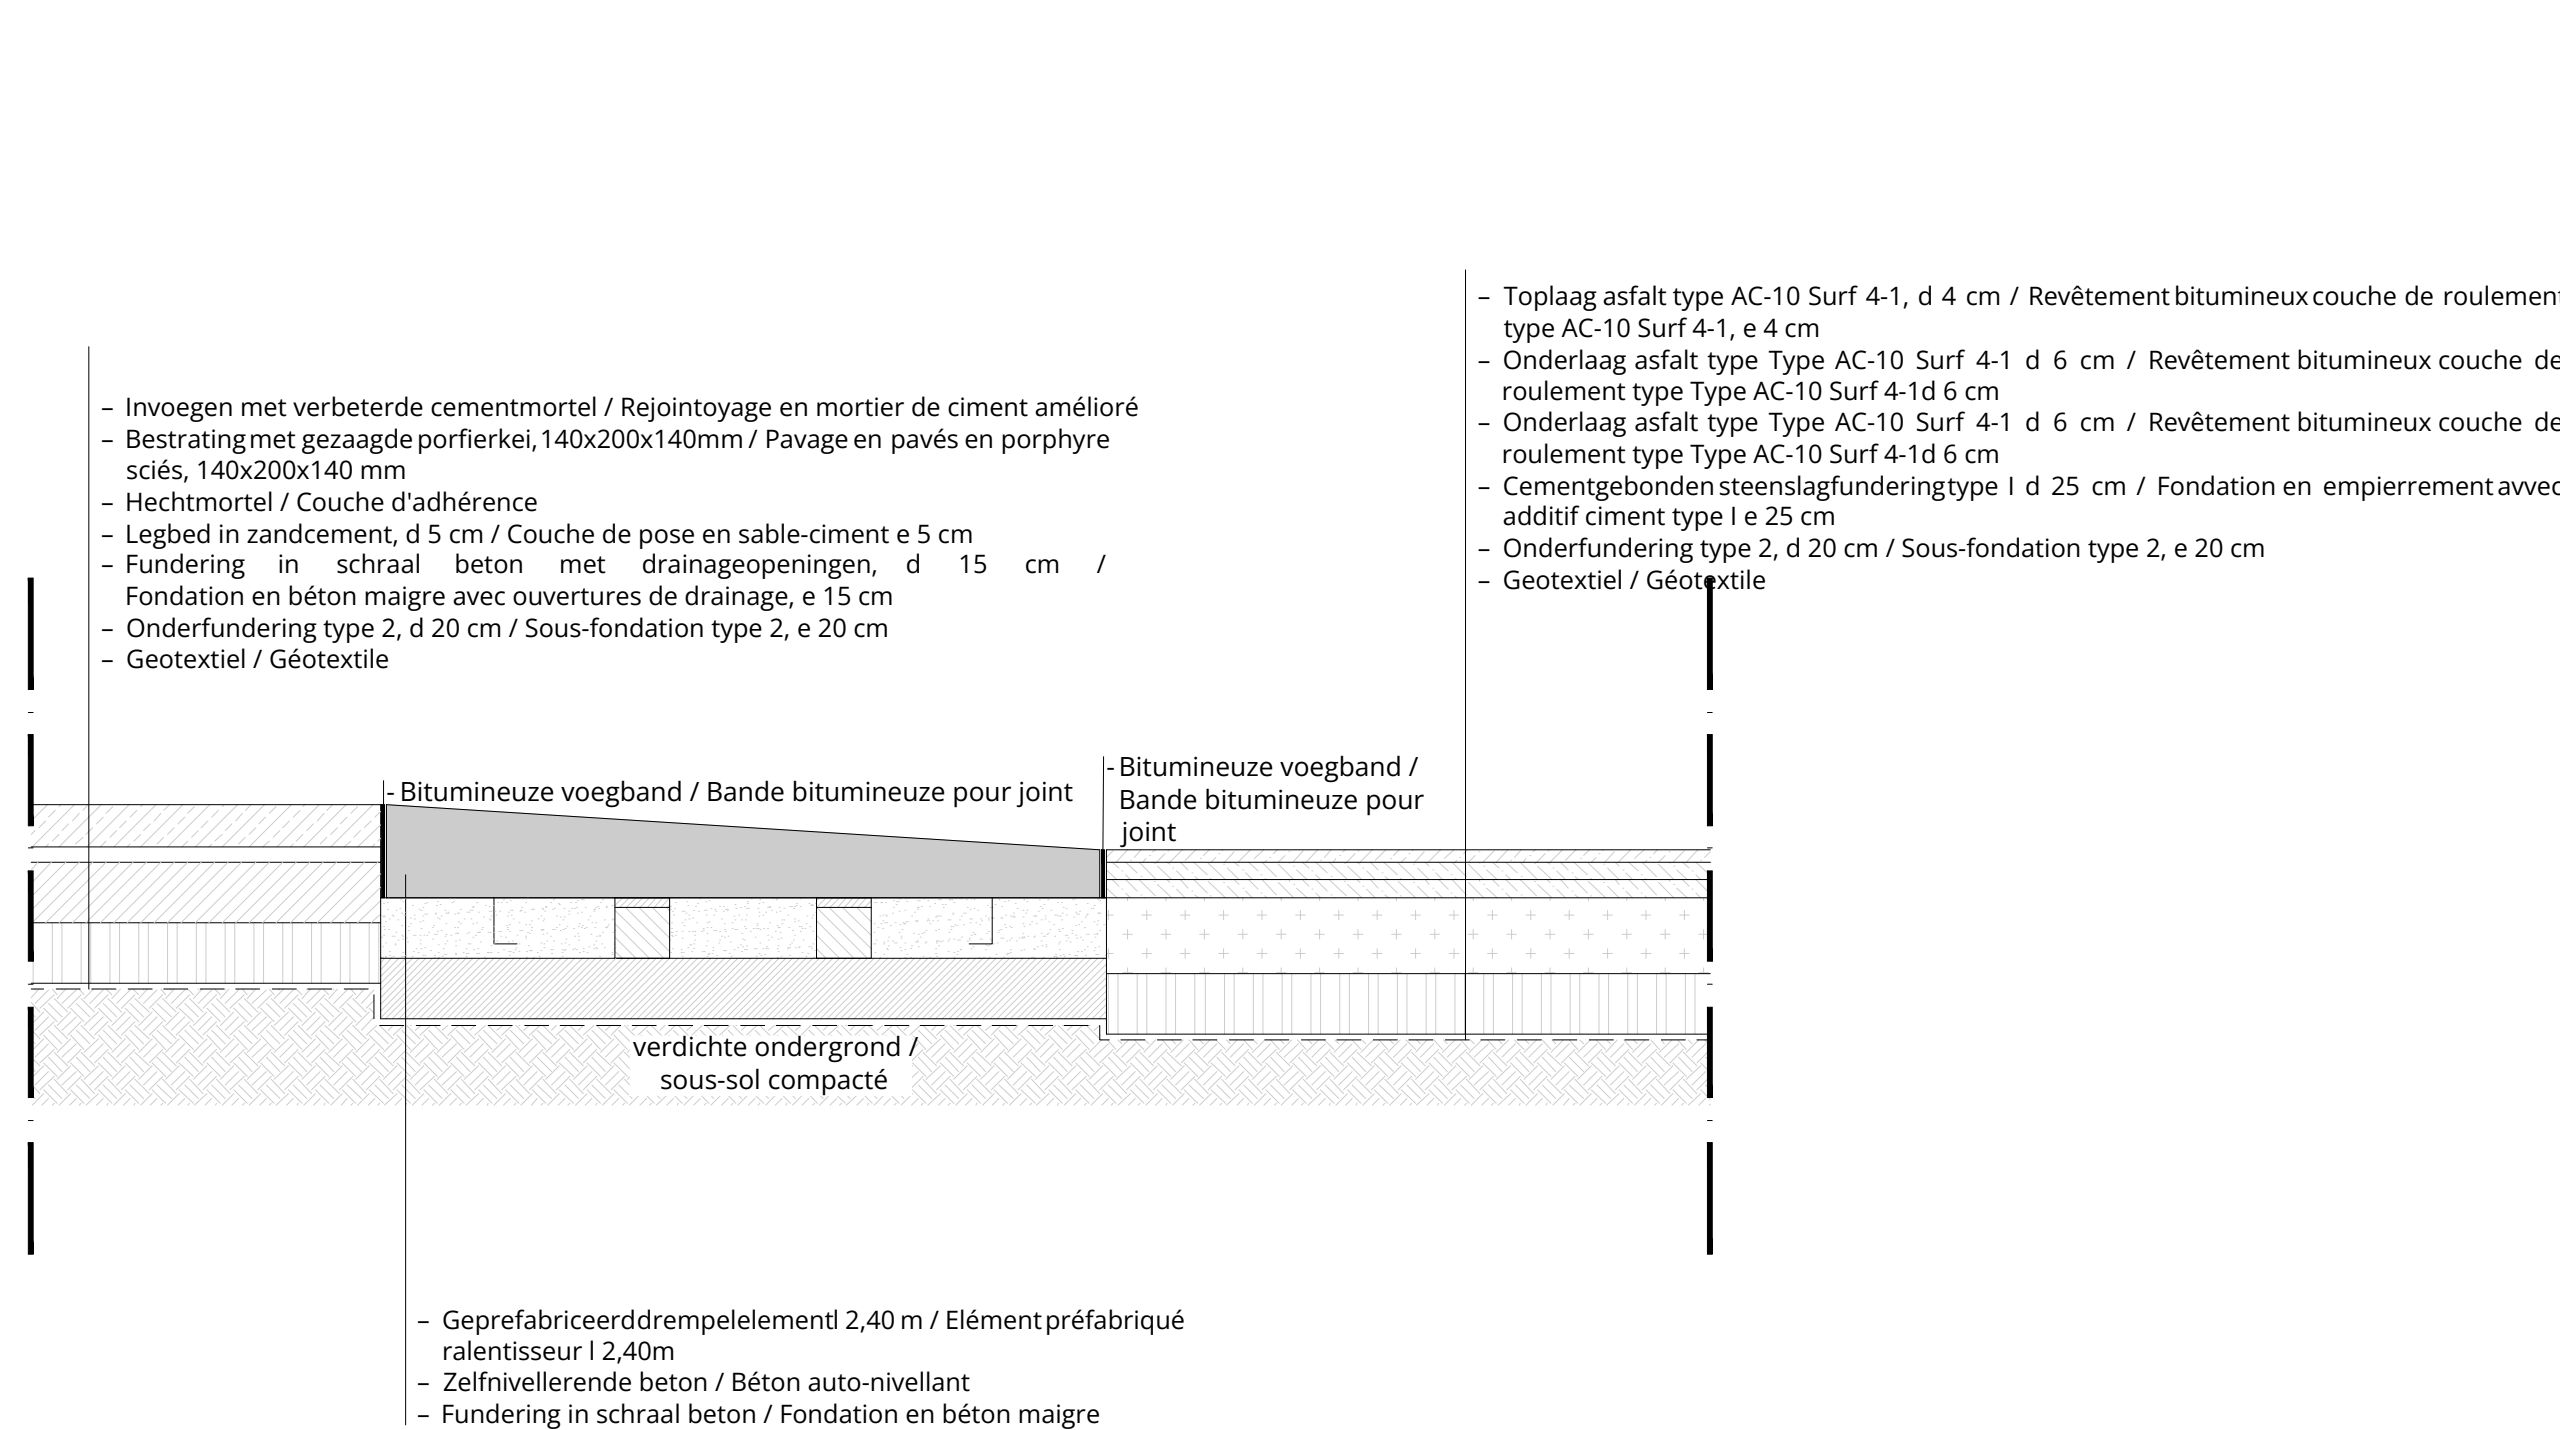 – Toplaag asfalt type AC-10 Surf 4-1, d 4 cm / Revêtement bitumineux couche de roulement
type AC-10 Surf 4-1, e 4 cm
– Onderlaag asfalt type Type AC-10 Surf 4-1 d 6 cm / Revêtement bitumineux couche de
roulement type Type AC-10 Surf 4-1d 6 cm
– Onderlaag asfalt type Type AC-10 Surf 4-1 d 6 cm / Revêtement bitumineux couche de
roulement type Type AC-10 Surf 4-1d 6 cm
– Cementgebonden steenslagfundering type I d 25 cm / Fondation en empierrement avvec
additif ciment type I e 25 cm
– Onderfundering type 2, d 20 cm / Sous-fondation type 2, e 20 cm
– Geotextiel / Géotextile
– Invoegen met verbeterde cementmortel / Rejointoyage en mortier de ciment amélioré
– Bestrating met gezaagde porfierkei, 140x200x140mm / Pavage en pavés en porphyre
sciés, 140x200x140 mm
– Hechtmortel / Couche d'adhérence
– Legbed in zandcement, d 5 cm / Couche de pose en sable-ciment e 5 cm
– Fundering in schraal beton met drainageopeningen, d 15 cm /
Fondation en béton maigre avec ouvertures de drainage, e 15 cm
– Onderfundering type 2, d 20 cm / Sous-fondation type 2, e 20 cm
– Geotextiel / Géotextile
- Bitumineuze voegband / Bande bitumineuze pour joint
- Bitumineuze voegband /
Bande bitumineuze pour
joint
verdichte ondergrond /
sous-sol compacté
– Geprefabriceerd drempelelement l 2,40 m / Elément préfabriqué
ralentisseur l 2,40m
– Zelfnivellerende beton / Béton auto-nivellant
– Fundering in schraal beton / Fondation en béton maigre